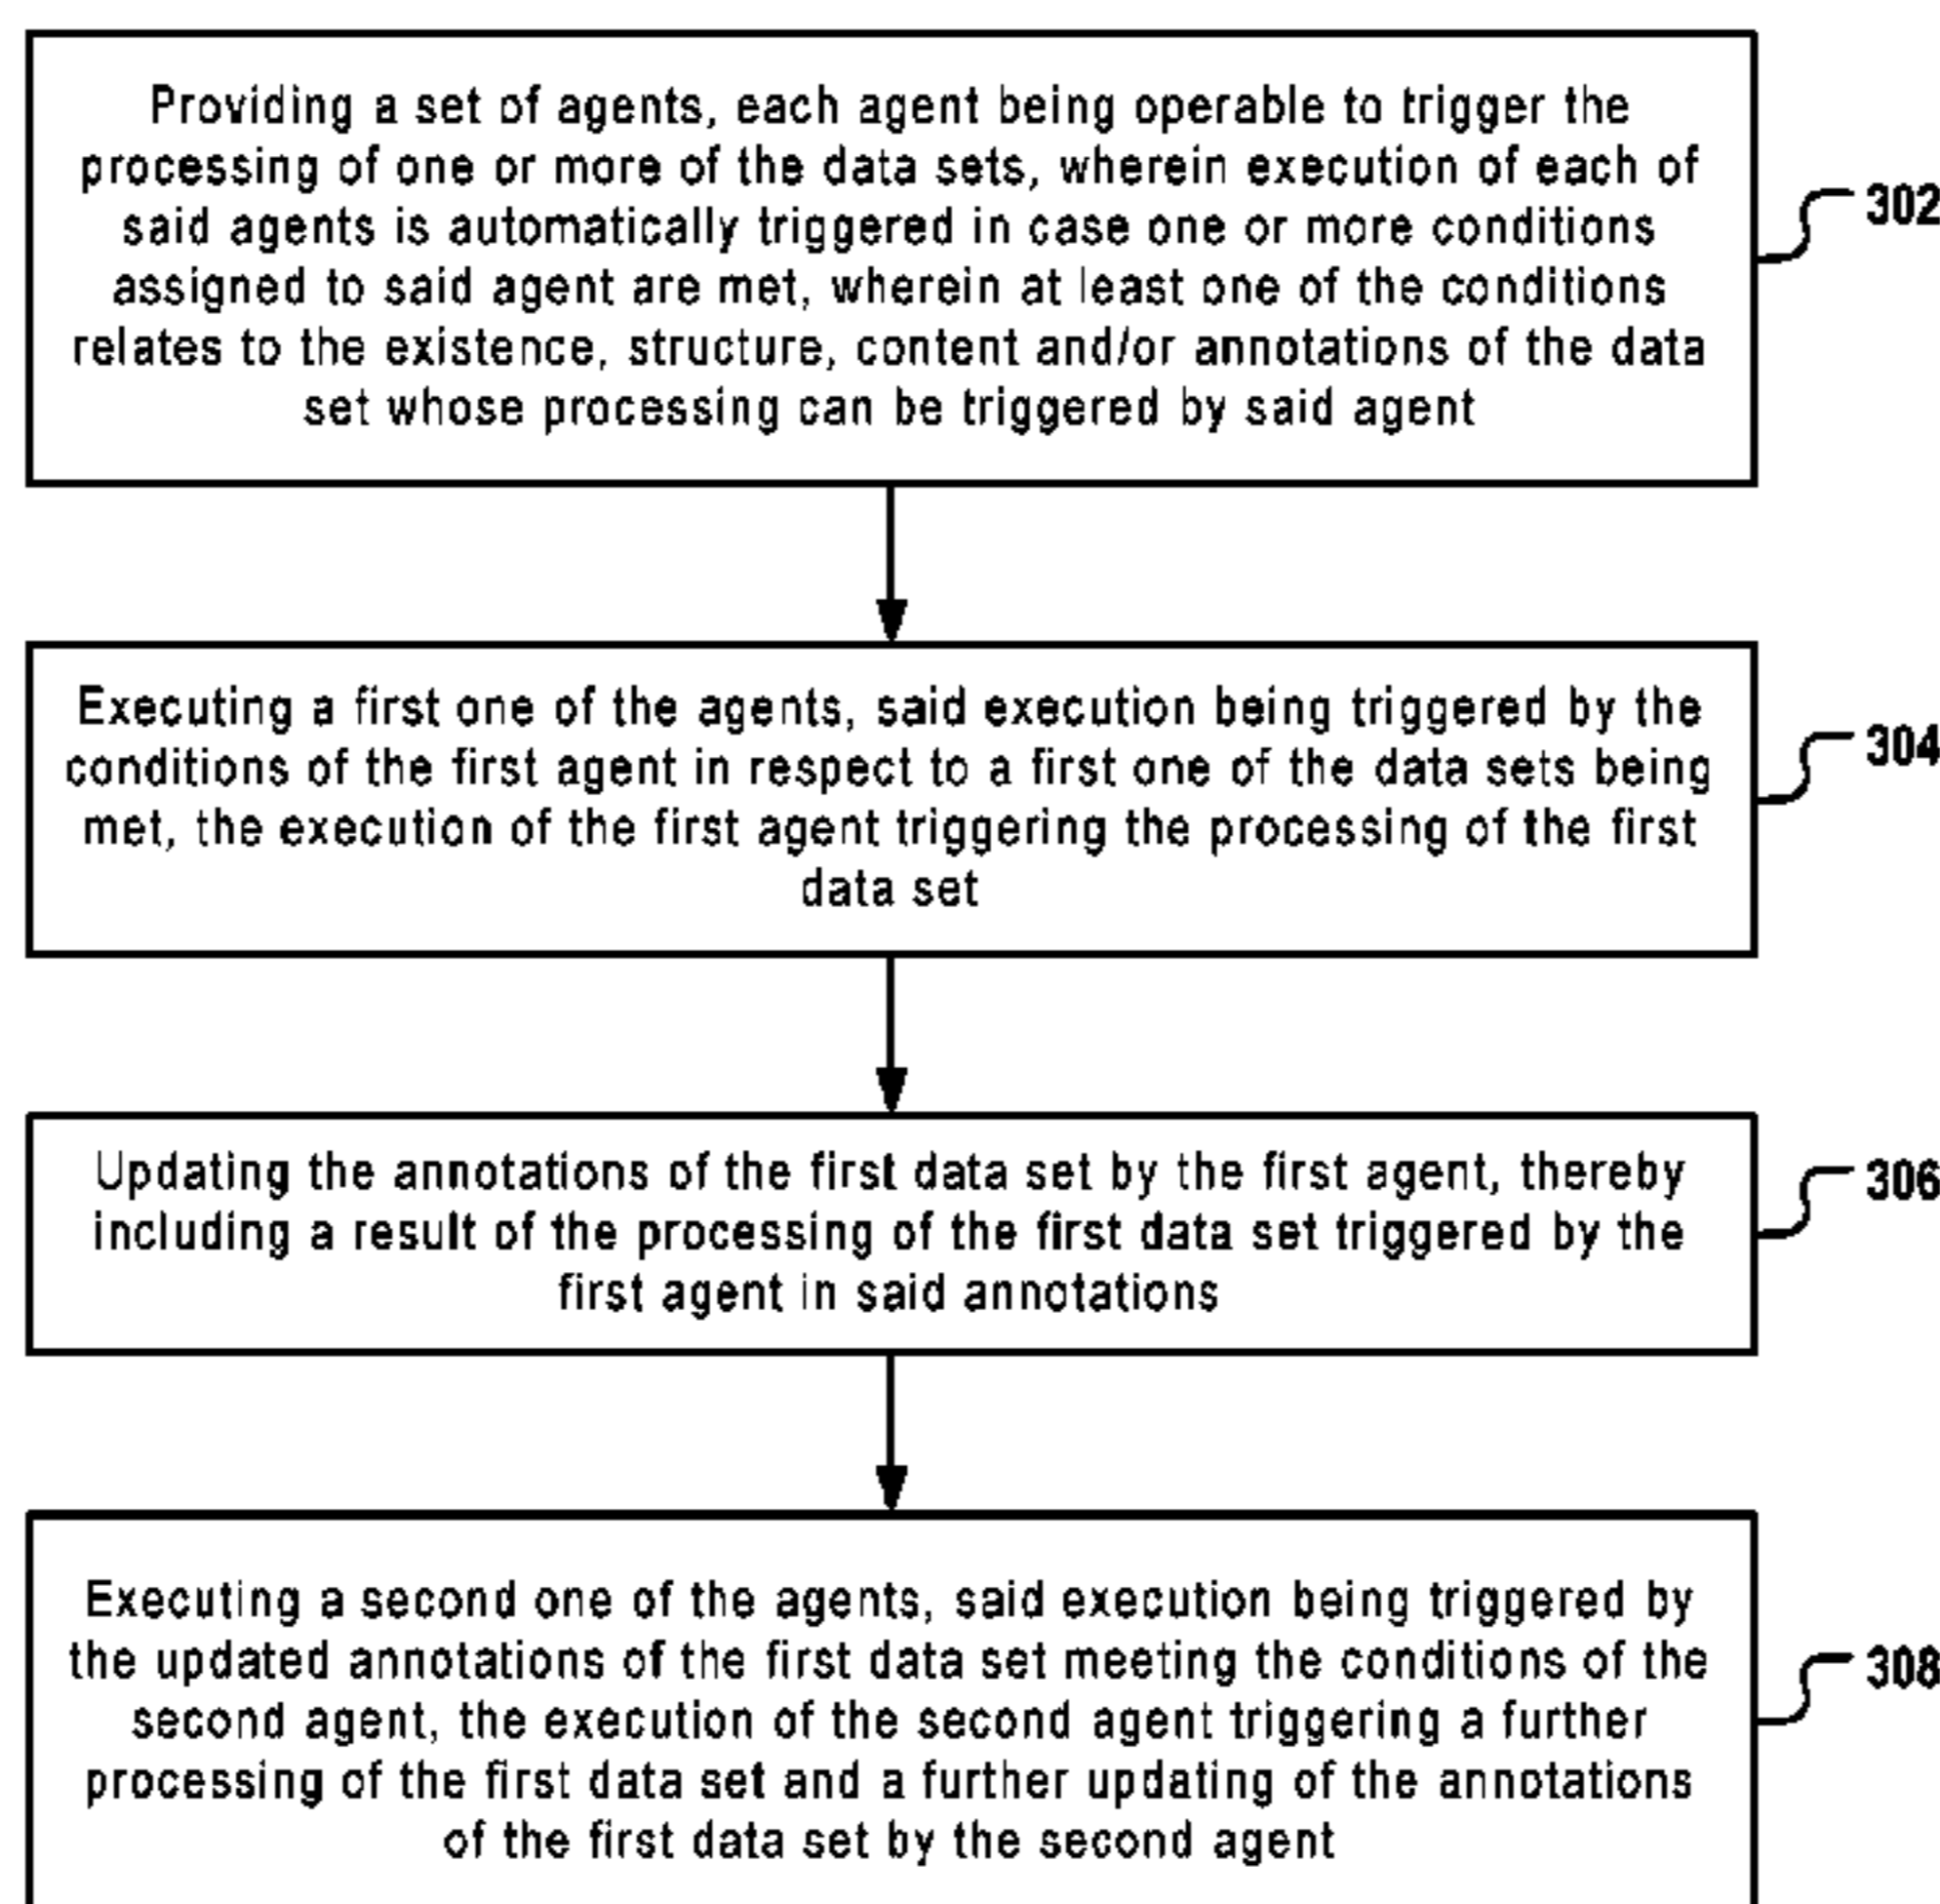 Providing a set of agents, each agent being operable to trigger the
processing of one or more of the data sets, wherein execution of each of
said agents is automatically triggered in case one or more conditions
assigned to said agent are met, wherein at least one of the conditions
relates to the existence, structure, content and/or annotations of the data
set whose processing can be triggered by said agent
302
Executing a first one of the agents, said execution being triggered by the
conditions of the first agent in respect to a first one of the data sets being
met, the execution of the first agent triggering the processing of the first
data set
304
Updating the annotations of the first data set by the first agent, thereby
including a result of the processing of the first data set triggered by the
first agent in said annotations
306
Executing a second one of the agents, said execution being triggered by
the updated annotations of the first data set meeting the conditions of the
second agent, the execution of the second agent triggering a further
processing of the first data set and a further updating of the annotations
of the first data set by the second agent
308